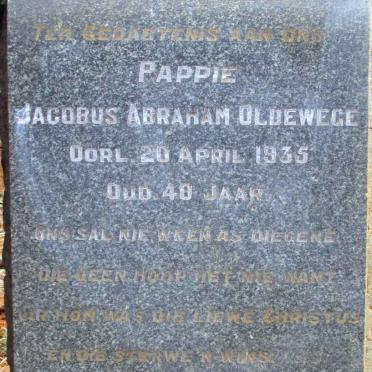 TER GEDAGTENIS AAN ONS
PAPPIE
JACOBUS ABRAHAM OLDEWEGE
OORL. 20 APRIL 1935
OUD 40 JAAR
ONS SAL NIE WEEN AS DIEGENE
DIE GEEN HOOP HET NIE WANT
VIR HOM WAS DIE LIEWE CHRISTUS
EN DIE STERWE 'N WINS